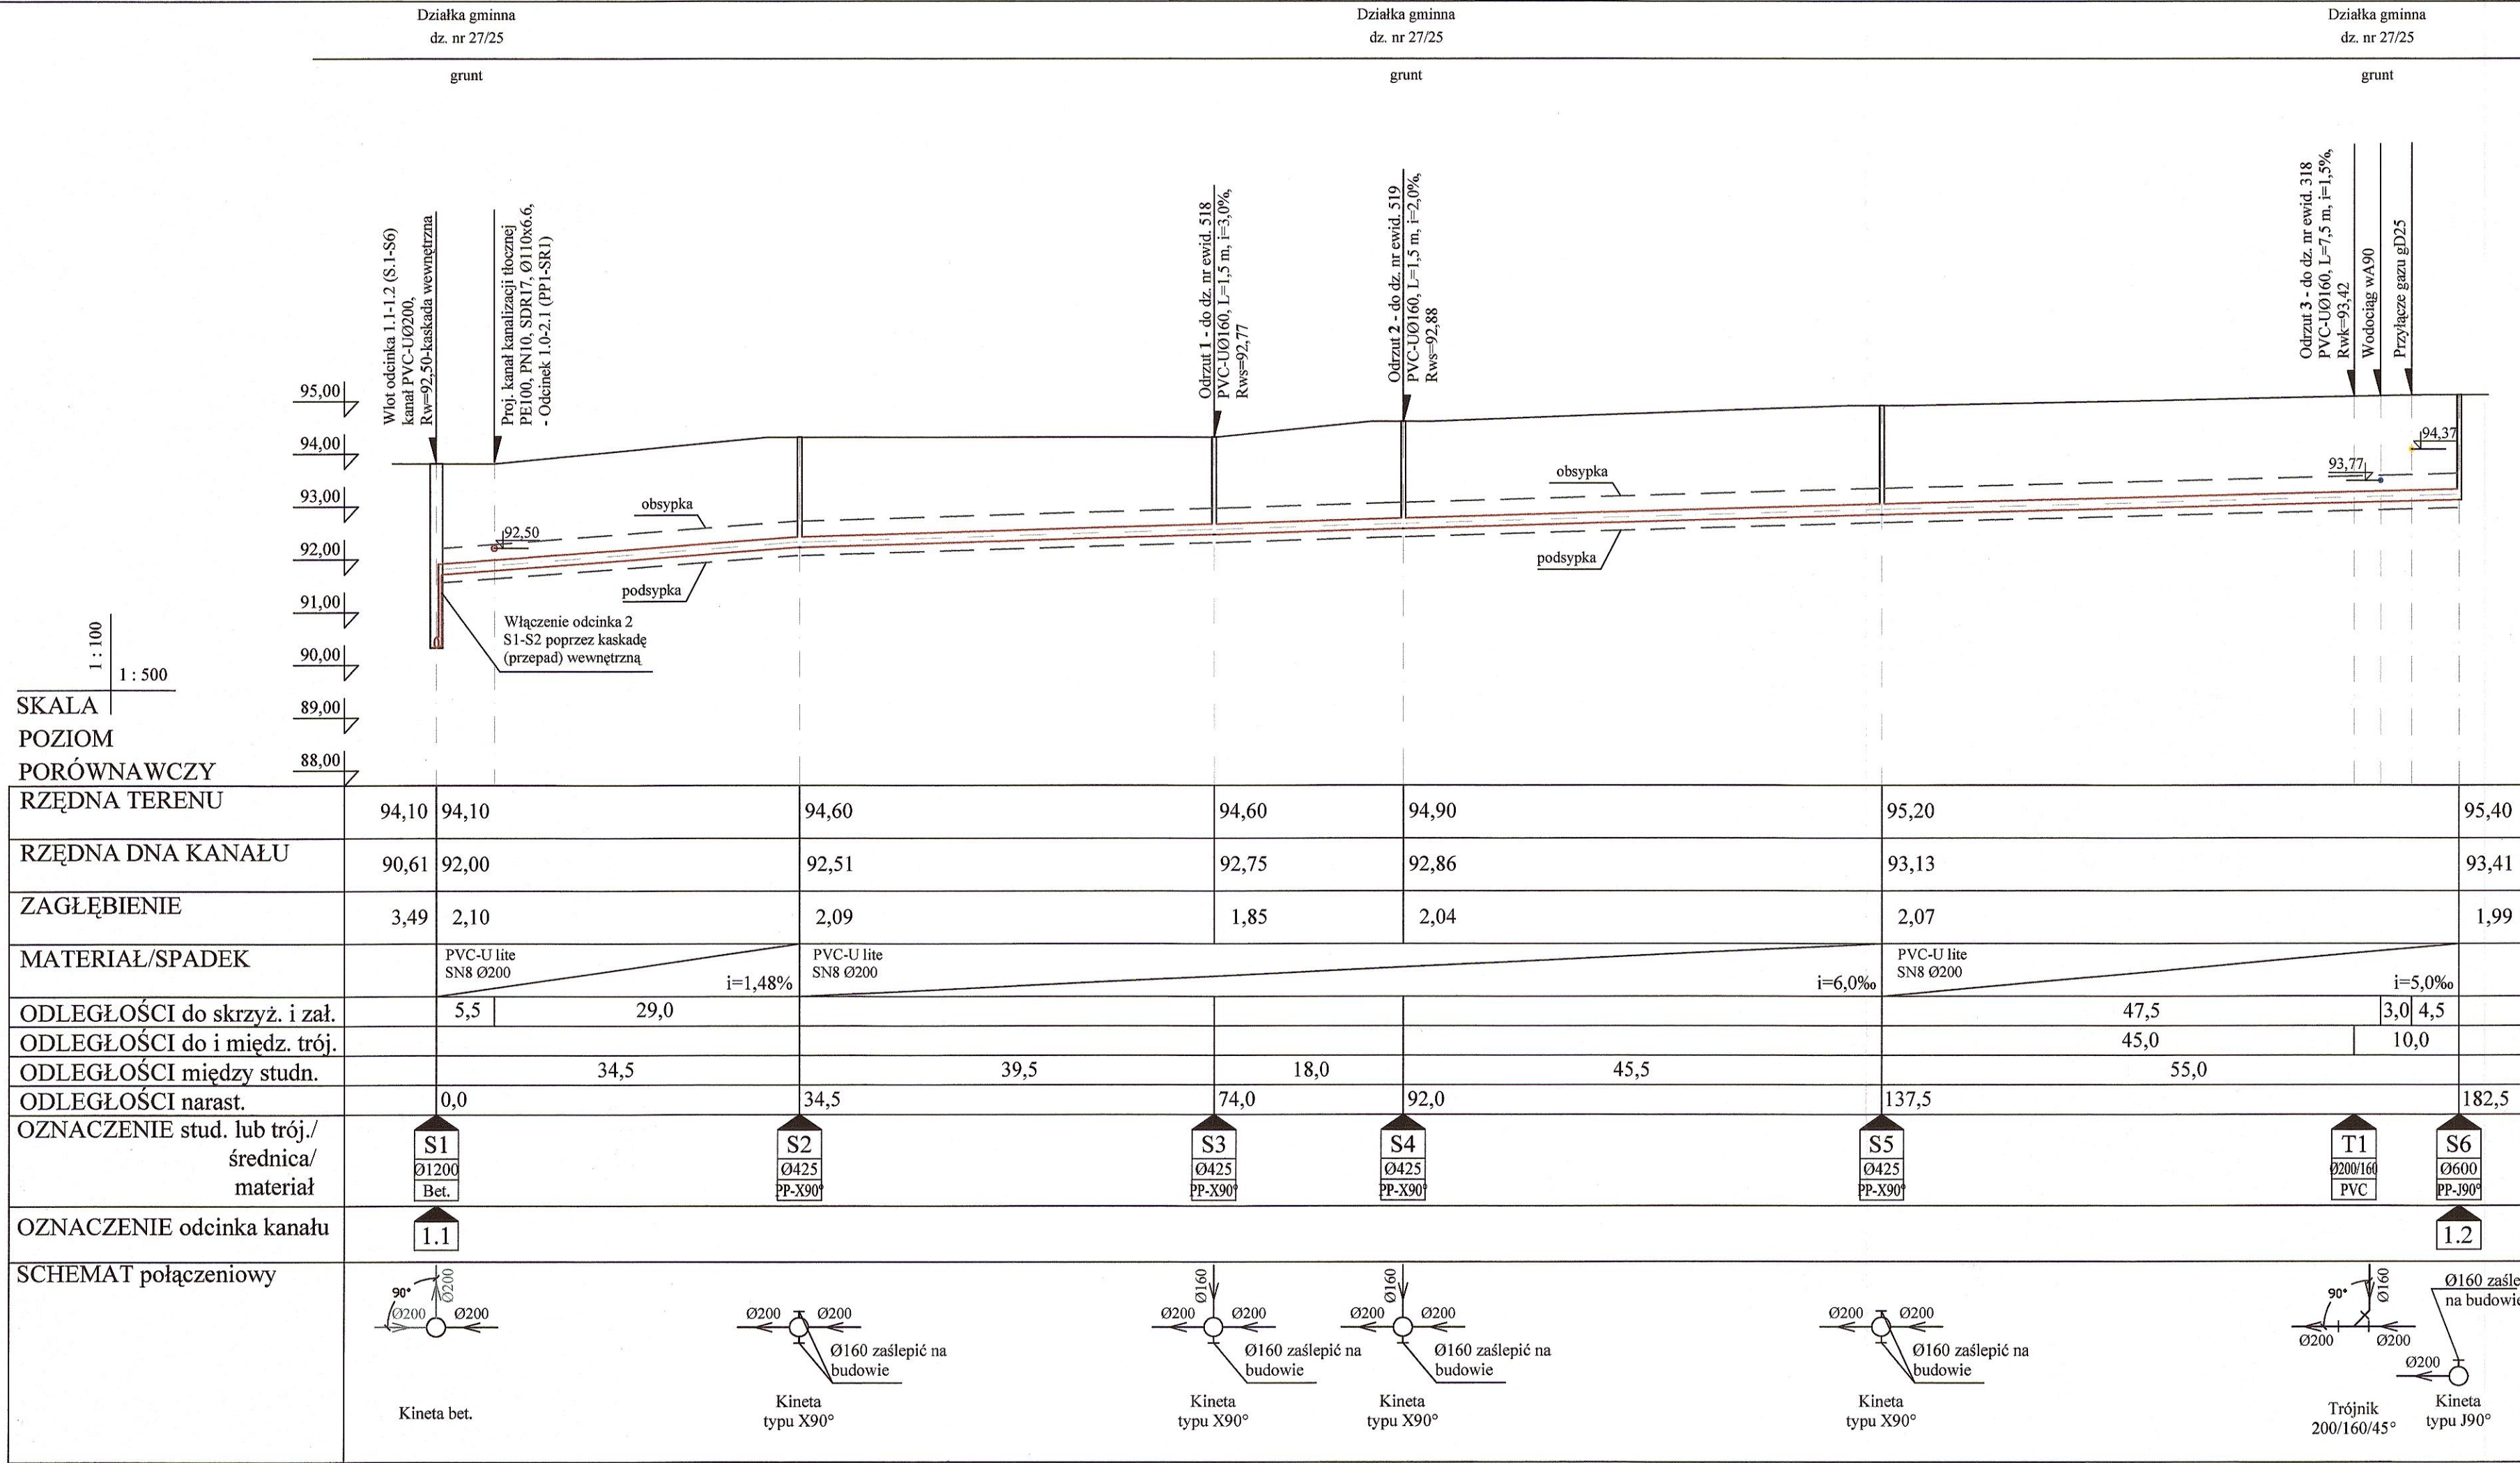 Działka gminna
dz. nr 27/25
Działka gminna
dz. nr 27/25
Działka gminna
dz. nr 27/25
grunt
grunt
grunt
Wlot odcinka 1.1-1.2 (S.1-S6)
kanał PVC-UØ200,
Rw=92,50-kaskada wewnętrzna
Proj. kanał kanalizacji tłocznej
PE100, PN10, SDR17, Ø110x6.6,
- Odcinek 1.0-2.1 (PP1-SR1)
Odrzut 1 - do dz. nr ewid. 518
PVC-UØ160, L=1,5 m, i=3,0%,
Rws=92,77
Odrzut 2 - do dz. nr ewid. 519
PVC-UØ160, L=1,5 m, i=2,0%,
Rws=92,88
Odrzut 3 - do dz. nr ewid. 318
PVC-UØ160, L=7,5 m, i=1,5%,
Rwk=93,42
Wodociąg wA90
Przyłącze gazu gD25
95,00
94,00
93,00
92,00
91,00
90,00
89,00
88,00
94,37
93,77
92,50
obsypka
obsypka
podsypka
podsypka
Włączenie odcinka 2
S1-S2 poprzez kaskadę
(przepad) wewnętrzną
1 : 100
1 : 500
SKALA
POZIOM
PORÓWNAWCZY
RZĘDNA TERENU 94,10 94,10 94,60 94,60 94,90 95,20 95,40
RZĘDNA DNA KANAŁU 90,61 92,00 92,51 92,75 92,86 93,13 93,41
ZAGŁĘBIENIE 3,49 2,10 2,09 1,85 2,04 2,07 1,99
MATERIAŁ/SPADEK
PVC-U lite
SN8 Ø200
i=1,48%
PVC-U lite
SN8 Ø200
i=6,0‰
PVC-U lite
SN8 Ø200
i=5,0‰
ODLEGŁOŚCI do skrzyż. i zał. 5,5 29,0 47,5 3,0 4,5
ODLEGŁOŚCI do i międz. trój. 45,0 10,0
ODLEGŁOŚCI między studn. 34,5 39,5 18,0 45,5 55,0
ODLEGŁOŚCI narast. 0,0 34,5 74,0 92,0 137,5 182,5
OZNACZENIE stud. lub trój./
średnica/
materiał
S1
Ø1200
Bet.
S2
Ø425
PP-X90°
S3
Ø425
PP-X90°
S4
Ø425
PP-X90°
S5
Ø425
PP-X90°
T1
Ø200/160
PVC
S6
Ø600
PP-J90°
OZNACZENIE odcinka kanału 1.1 1.2
SCHEMAT połączeniowy
90°
Ø200
Ø200
Ø200
Kineta bet.
Ø200 Ø200
Ø160 zaślepić na
budowie
Kineta
typu X90°
Ø160
Ø200 Ø200
Ø160 zaślepić na
budowie
Kineta
typu X90°
Ø160
Ø200 Ø200
Ø160 zaślepić na
budowie
Kineta
typu X90°
Ø200 Ø200
Ø160 zaślepić na
budowie
Kineta
typu X90°
90°
Ø160
Ø200 Ø200
Trójnik
200/160/45°
Ø160 zaśle
na budowie
Ø200
Kineta
typu J90°